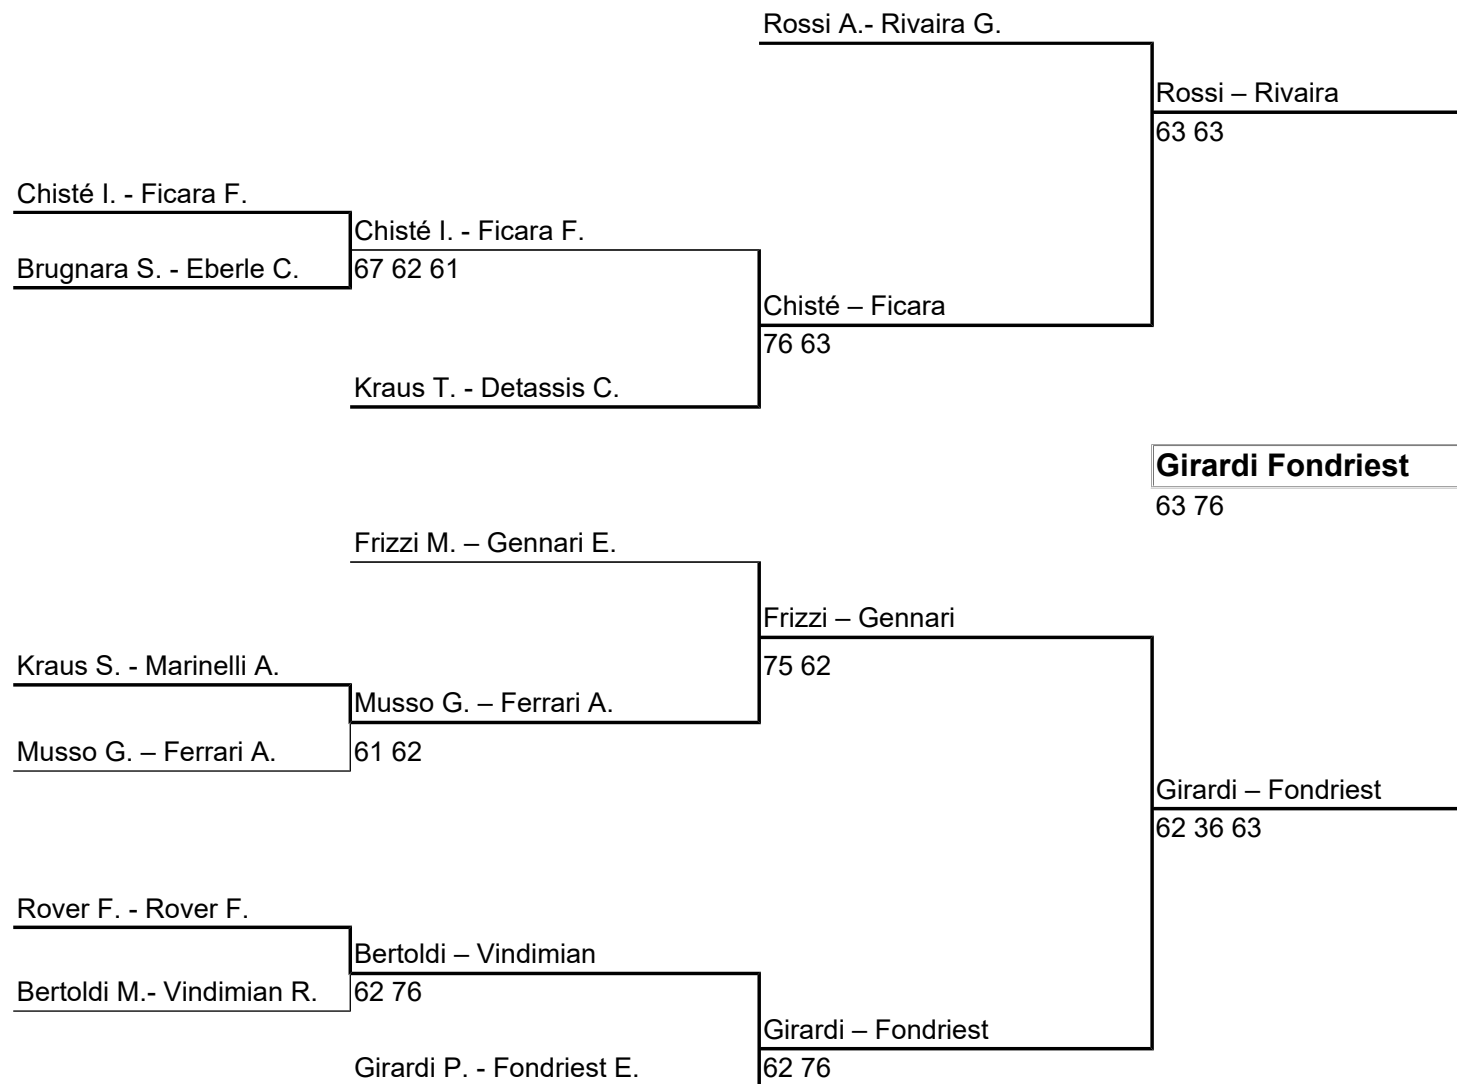 Rossi A.- Rivaira G.
Rossi – Rivaira
63 63
Chisté I. - Ficara F.
Chisté I. - Ficara F.
Brugnara S. - Eberle C.
67 62 61
Chisté – Ficara
76 63
Kraus T. - Detassis C.
Girardi Fondriest
63 76
Frizzi M. – Gennari E.
Frizzi – Gennari
Kraus S. - Marinelli A.
75 62
Musso G. – Ferrari A.
Musso G. – Ferrari A.
61 62
Girardi – Fondriest
62 36 63
Rover F. - Rover F.
Bertoldi – Vindimian
Bertoldi M.- Vindimian R.
62 76
Girardi – Fondriest
Girardi P. - Fondriest E.
62 76